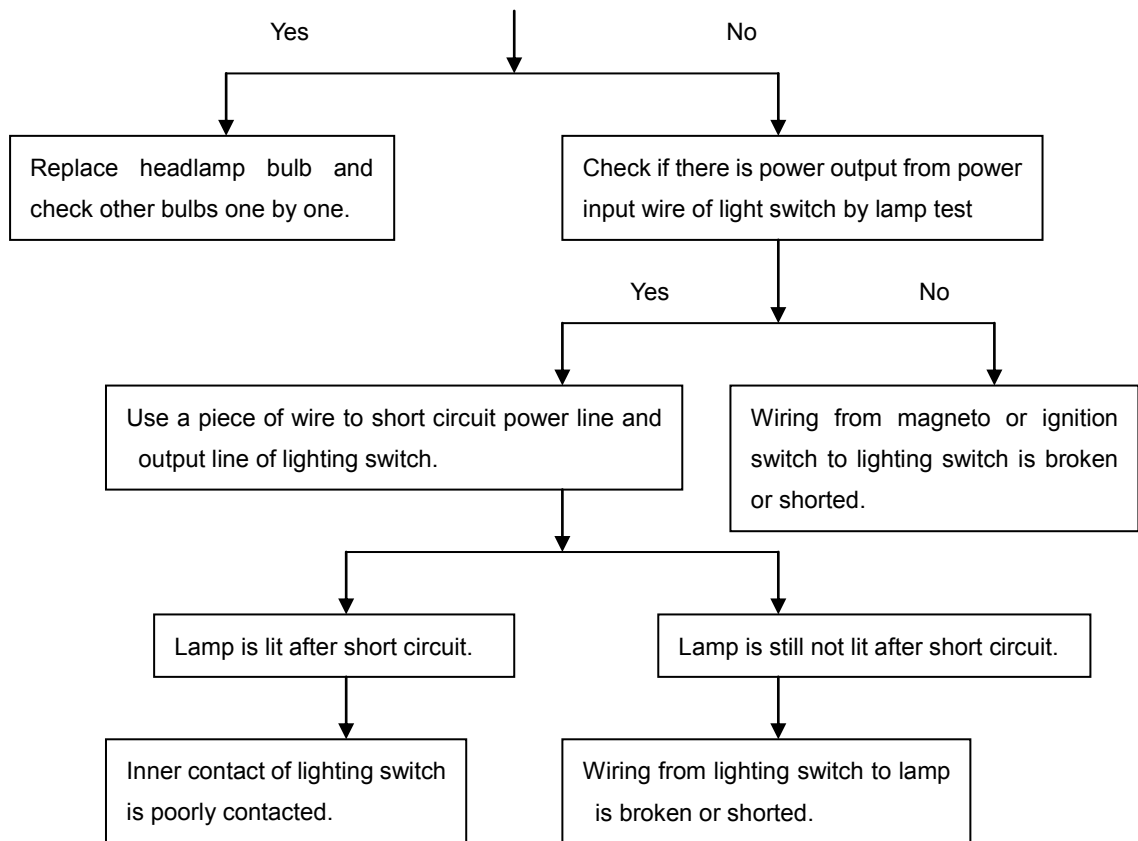 Yes
No
Replace headlamp bulb and
check other bulbs one by one.
Check if there is power output from power
input wire of light switch by lamp test
Yes
No
Use a piece of wire to short circuit power line and
output line of lighting switch.
Wiring from magneto or ignition
switch to lighting switch is broken
or shorted.
Lamp is lit after short circuit.
Lamp is still not lit after short circuit.
Inner contact of lighting switch
is poorly contacted.
Wiring from lighting switch to lamp
is broken or shorted.